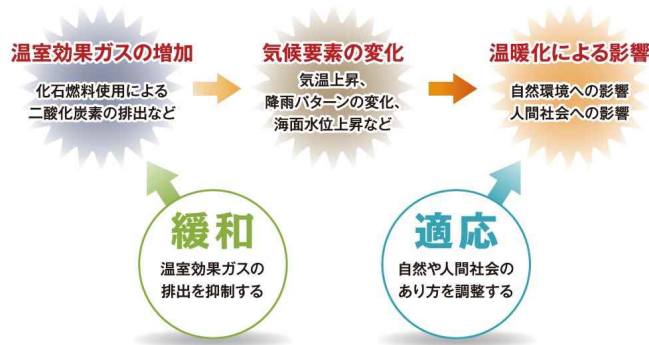 温室効果ガスの増加
化石燃料使用による
二酸化炭素の排出など
気候要素の変化
気温上昇、
降雨パターンの変化、
海面水位上昇など
温暖化による影響
自然環境への影響
人間社会への影響
緩和
温室効果ガスの
排出を抑制する
適応
自然や人間社会の
あり方を調整する